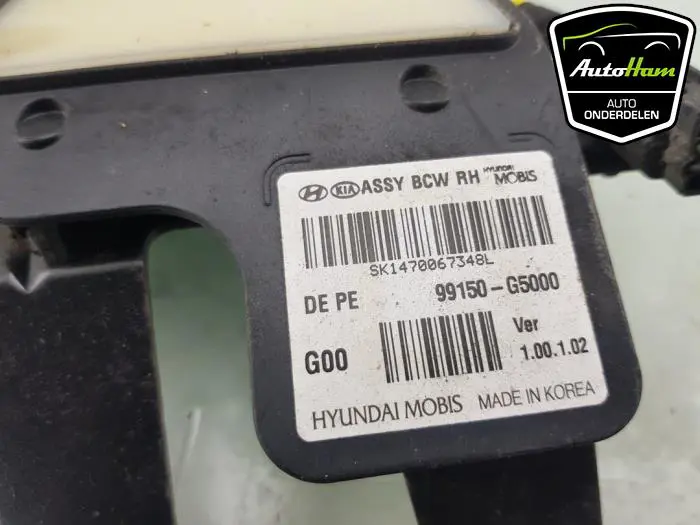 AutoHam
AUTO
ONDERDELEN
KIA ASSY BCW RH HYUNDAI MOBIS
SK1470067348L
DE PE 99150-G5000
G00 Ver 1.00.1.02
HYUNDAI MOBIS MADE IN KOREA